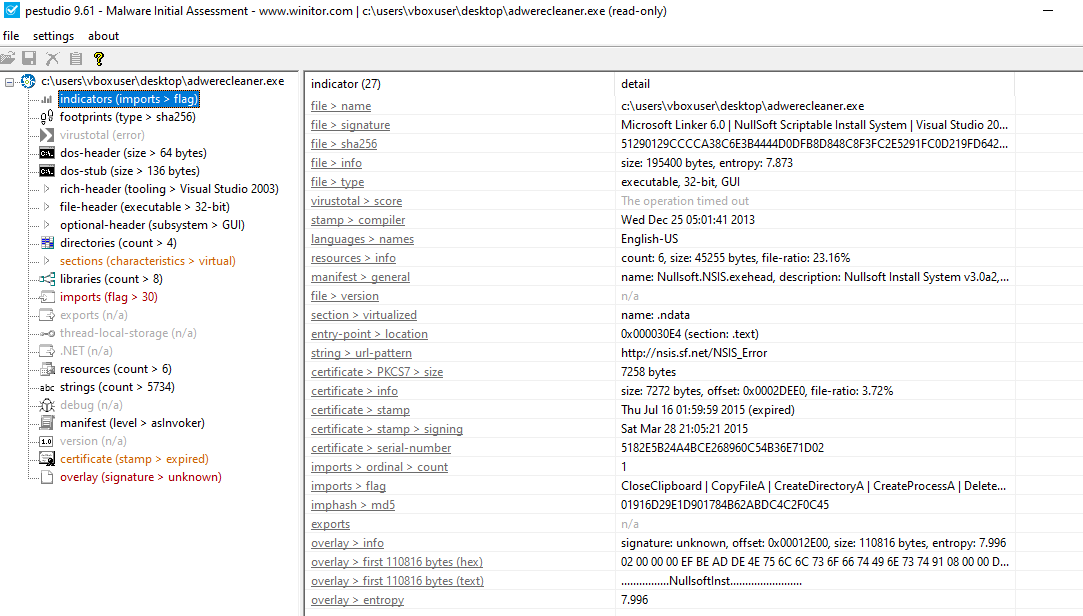 pestudio 9.61 - Malware Initial Assessment - www.winitor.com | c:\users\vboxuser\desktop\adwerecleaner.exe (read-only)
file settings about
c:\users\vboxuser\desktop\adwerecleaner.exe
indicators (imports > flag)
footprints (type > sha256)
virustotal (error)
dos-header (size > 64 bytes)
dos-stub (size > 136 bytes)
rich-header (tooling > Visual Studio 2003)
file-header (executable > 32-bit)
optional-header (subsystem > GUI)
directories (count > 4)
sections (characteristics > virtual)
libraries (count > 8)
imports (flag > 30)
exports (n/a)
thread-local-storage (n/a)
.NET (n/a)
resources (count > 6)
abc strings (count > 5734)
debug (n/a)
manifest (level > asInvoker)
1.0 version (n/a)
certificate (stamp > expired)
overlay (signature > unknown)
indicator (27) detail
file > name c:\users\vboxuser\desktop\adwerecleaner.exe
file > signature Microsoft Linker 6.0 | NullSoft Scriptable Install System | Visual Studio 20...
file > sha256 51290129CCCCA38C6E3B4444D0DFB8D848C8F3FC2E5291FC0D219FD642...
file > info size: 195400 bytes, entropy: 7.873
file > type executable, 32-bit, GUI
virustotal > score The operation timed out
stamp > compiler Wed Dec 25 05:01:41 2013
languages > names English-US
resources > info count: 6, size: 45255 bytes, file-ratio: 23.16%
manifest > general name: Nullsoft.NSIS.exehead, description: Nullsoft Install System v3.0a2,...
file > version n/a
section > virtualized name: .ndata
entry-point > location 0x000030E4 (section: .text)
string > url-pattern http://nsis.sf.net/NSIS_Error
certificate > PKCS7 > size 7258 bytes
certificate > info size: 7272 bytes, offset: 0x0002DEE0, file-ratio: 3.72%
certificate > stamp Thu Jul 16 01:59:59 2015 (expired)
certificate > stamp > signing Sat Mar 28 21:05:21 2015
certificate > serial-number 5182E5B24A4BCE268960C54B36E71D02
imports > ordinal > count 1
imports > flag CloseClipboard | CopyFileA | CreateDirectoryA | CreateProcessA | Delete...
imphash > md5 01916D29E1D901784B62ABDC4C2F0C45
exports n/a
overlay > info signature: unknown, offset: 0x00012E00, size: 110816 bytes, entropy: 7.996
overlay > first 110816 bytes (hex) 02 00 00 00 EF BE AD DE 4E 75 6C 6C 73 6F 66 74 49 6E 73 74 91 08 00 00 D...
overlay > first 110816 bytes (text) ................NullsoftInst........................
overlay > entropy 7.996